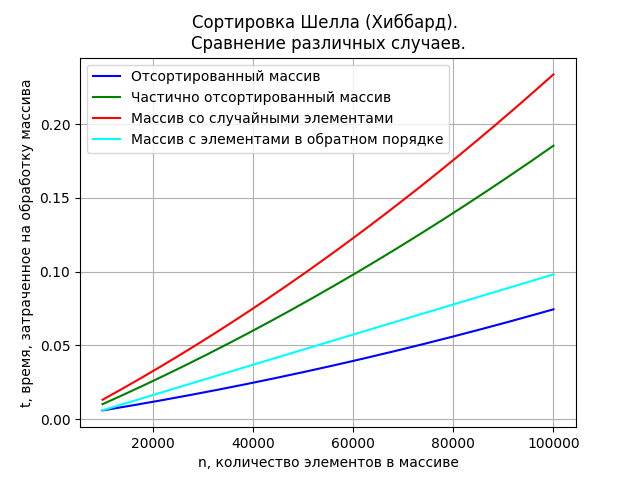 Сортировка Шелла (Хиббард).
Сравнение различных случаев.
Отсортированный массив
Частично отсортированный массив
Массив со случайными элементами
Массив с элементами в обратном порядке
t, время, затраченное на обработку массива
0.20
0.15
0.10
0.05
0.00
20000 40000 60000 80000 100000
n, количество элементов в массиве